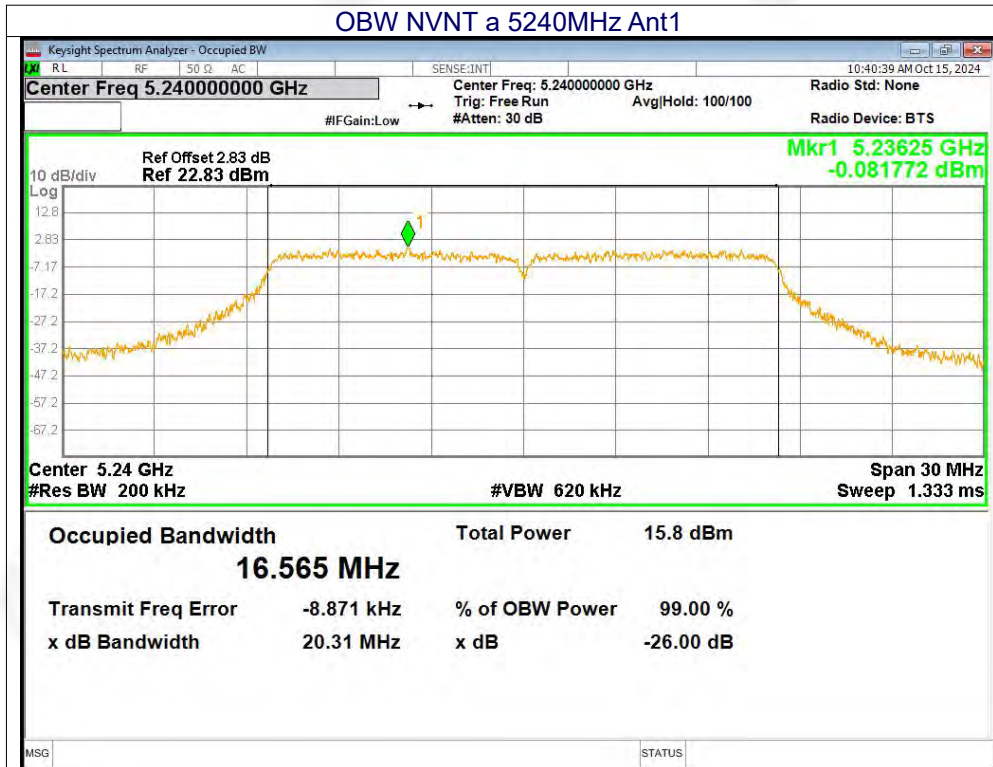 OBW NVNT a 5240MHz Ant1
Keysight Spectrum Analyzer - Occupied BW
LXI RL RF 50 Ω AC SENSE:INT 10:40:39 AM Oct 15, 2024
Center Freq 5.240000000 GHz Center Freq: 5.240000000 GHz Radio Std: None
Trig: Free Run Avg|Hold: 100/100
#IFGain:Low #Atten: 30 dB Radio Device: BTS
Mkr1 5.23625 GHz
-0.081772 dBm
Ref Offset 2.83 dB
10 dB/div Ref 22.83 dBm
Log
12.8
1
2.83
-7.17
-17.2
-27.2
-37.2
-47.2
-57.2
-67.2
Center 5.24 GHz Span 30 MHz
#Res BW 200 kHz #VBW 620 kHz Sweep 1.333 ms
Occupied Bandwidth Total Power 15.8 dBm
16.565 MHz
Transmit Freq Error -8.871 kHz % of OBW Power 99.00 %
x dB Bandwidth 20.31 MHz x dB -26.00 dB
MSG STATUS